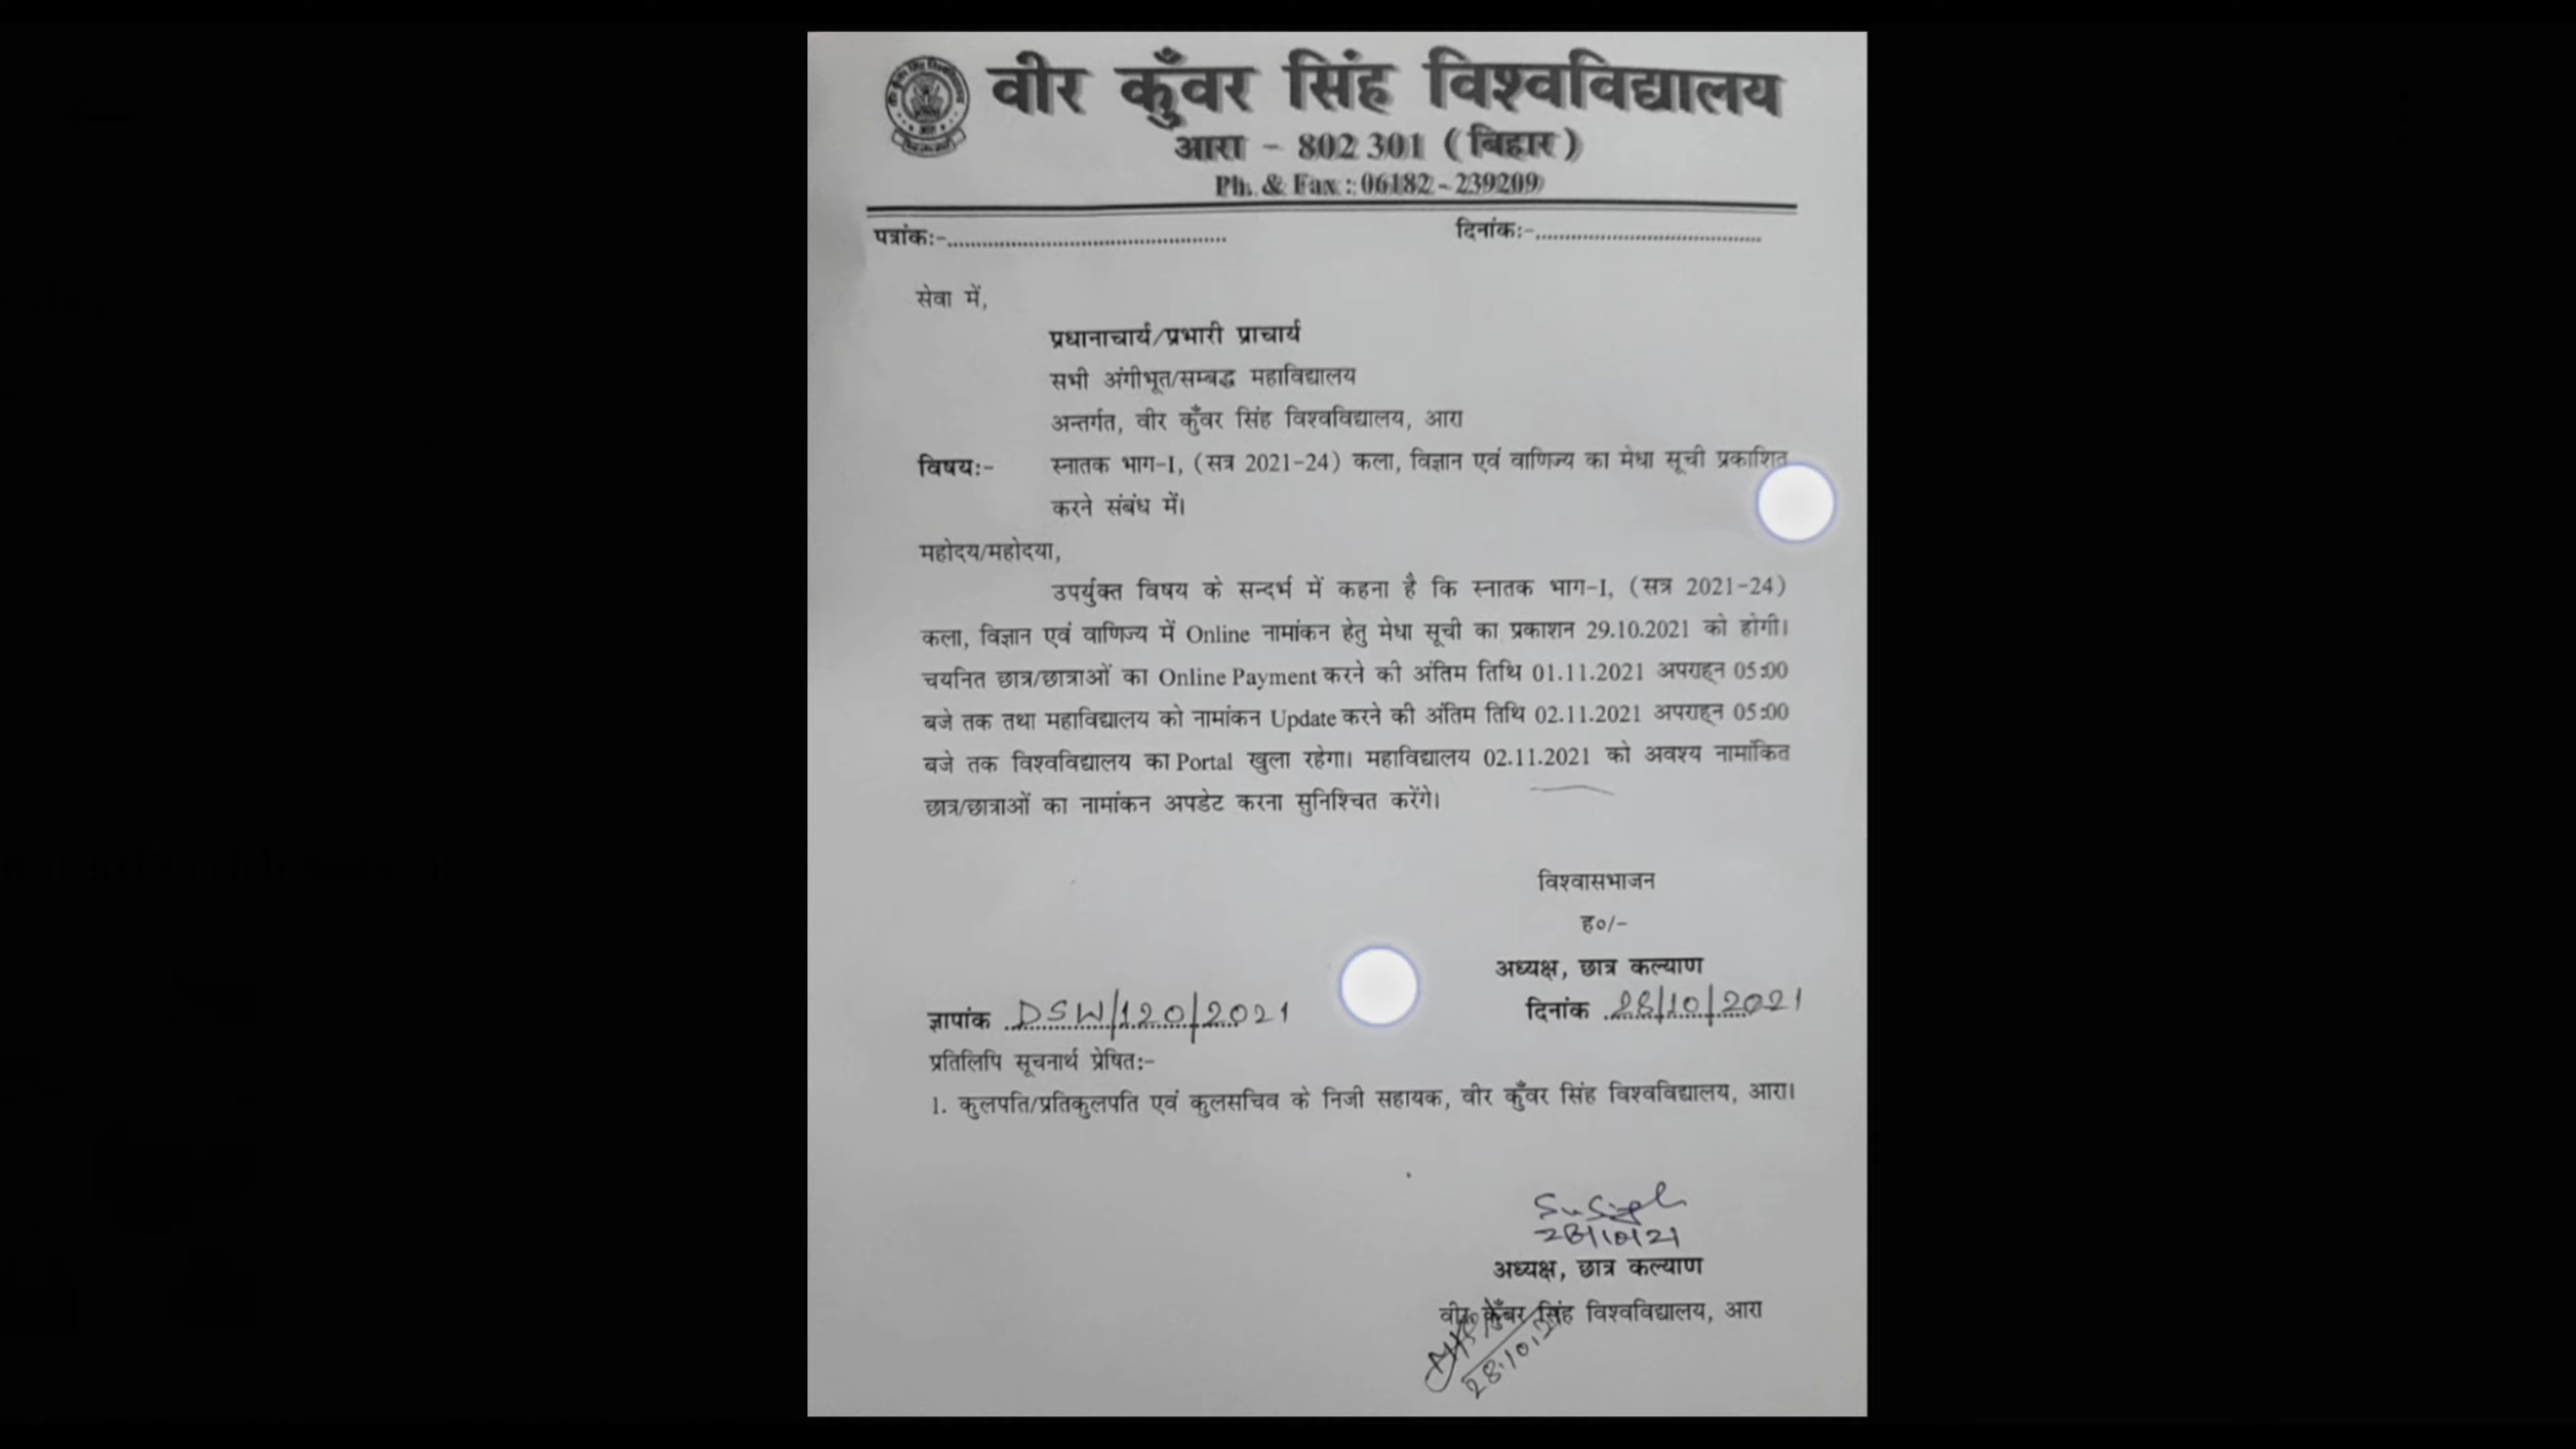 वीर कुँवर सिंह विश्वविद्यालय
आरा - 802 301 ( बिहार )
Ph. & Fax : 06182 - 239209
पत्रांकः-................................................ दिनांकः-.......................................
सेवा में,
प्रधानाचार्य/प्रभारी प्राचार्य
सभी अंगीभूत/सम्बद्ध महाविद्यालय
अन्तर्गत, वीर कुँवर सिंह विश्वविद्यालय, आरा
विषयः- स्नातक भाग-I, (सत्र 2021-24) कला, विज्ञान एवं वाणिज्य का मेधा सूची प्रकाशित
करने संबंध में।
महोदय/महोदया,
उपर्युक्त विषय के सन्दर्भ में कहना है कि स्नातक भाग-I, (सत्र 2021-24)
कला, विज्ञान एवं वाणिज्य में Online नामांकन हेतु मेधा सूची का प्रकाशन 29.10.2021 को होगी।
चयनित छात्र/छात्राओं का Online Payment करने की अंतिम तिथि 01.11.2021 अपराह्न 05:00
बजे तक तथा महाविद्यालय को नामांकन Update करने की अंतिम तिथि 02.11.2021 अपराह्न 05:00
बजे तक विश्वविद्यालय का Portal खुला रहेगा। महाविद्यालय 02.11.2021 को अवश्य नामांकित
छात्र/छात्राओं का नामांकन अपडेट करना सुनिश्चित करेंगे।
विश्वासभाजन
ह०/-
अध्यक्ष, छात्र कल्याण
ज्ञापांक DSW/120/2021 दिनांक 28/10/2021
प्रतिलिपि सूचनार्थ प्रेषितः-
1. कुलपति/प्रतिकुलपति एवं कुलसचिव के निजी सहायक, वीर कुँवर सिंह विश्वविद्यालय, आरा।
28/10/21
अध्यक्ष, छात्र कल्याण
वीर कुँवर सिंह विश्वविद्यालय, आरा
28.10.21